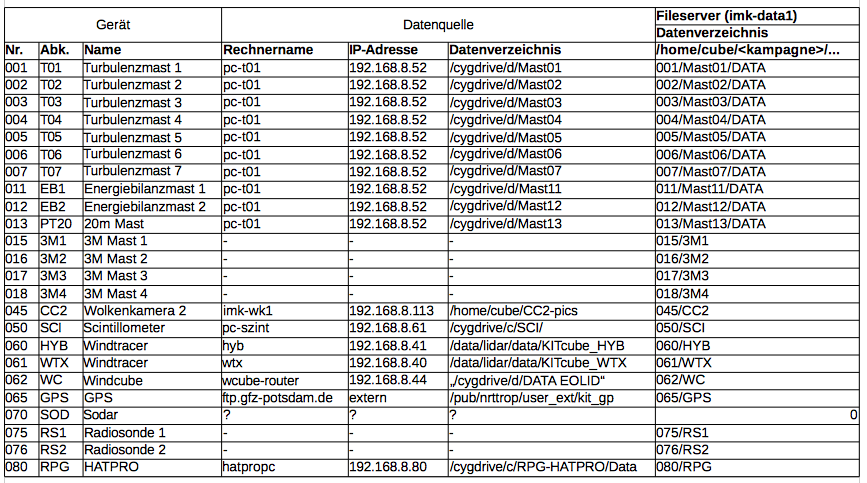 Gerät Datenquelle Fileserver (imk-data1)
Datenverzeichnis
Nr. Abk. Name Rechnername IP-Adresse Datenverzeichnis /home/cube/<kampagne>/...
001 T01 Turbulenzmast 1 pc-t01 192.168.8.52 /cygdrive/d/Mast01 001/Mast01/DATA
002 T02 Turbulenzmast 2 pc-t01 192.168.8.52 /cygdrive/d/Mast02 002/Mast02/DATA
003 T03 Turbulenzmast 3 pc-t01 192.168.8.52 /cygdrive/d/Mast03 003/Mast03/DATA
004 T04 Turbulenzmast 4 pc-t01 192.168.8.52 /cygdrive/d/Mast04 004/Mast04/DATA
005 T05 Turbulenzmast 5 pc-t01 192.168.8.52 /cygdrive/d/Mast05 005/Mast05/DATA
006 T06 Turbulenzmast 6 pc-t01 192.168.8.52 /cygdrive/d/Mast06 006/Mast06/DATA
007 T07 Turbulenzmast 7 pc-t01 192.168.8.52 /cygdrive/d/Mast07 007/Mast07/DATA
011 EB1 Energiebilanzmast 1 pc-t01 192.168.8.52 /cygdrive/d/Mast11 011/Mast11/DATA
012 EB2 Energiebilanzmast 2 pc-t01 192.168.8.52 /cygdrive/d/Mast12 012/Mast12/DATA
013 PT20 20m Mast pc-t01 192.168.8.52 /cygdrive/d/Mast13 013/Mast13/DATA
015 3M1 3M Mast 1 - - - 015/3M1
016 3M2 3M Mast 2 - - - 016/3M2
017 3M3 3M Mast 3 - - - 017/3M3
018 3M4 3M Mast 4 - - - 018/3M4
045 CC2 Wolkenkamera 2 imk-wk1 192.168.8.113 /home/cube/CC2-pics 045/CC2
050 SCI Scintillometer pc-szint 192.168.8.61 /cygdrive/c/SCI/ 050/SCI
060 HYB Windtracer hyb 192.168.8.41 /data/lidar/data/KITcube_HYB 060/HYB
061 WTX Windtracer wtx 192.168.8.40 /data/lidar/data/KITcube_WTX 061/WTX
062 WC Windcube wcube-router 192.168.8.44 „/cygdrive/d/DATA EOLID“ 062/WC
065 GPS GPS ftp.gfz-potsdam.de extern /pub/nrttrop/user_ext/kit_gp 065/GPS
070 SOD Sodar ? ? ? 0
075 RS1 Radiosonde 1 - - - 075/RS1
076 RS2 Radiosonde 2 - - - 076/RS2
080 RPG HATPRO hatpropc 192.168.8.80 /cygdrive/c/RPG-HATPRO/Data 080/RPG